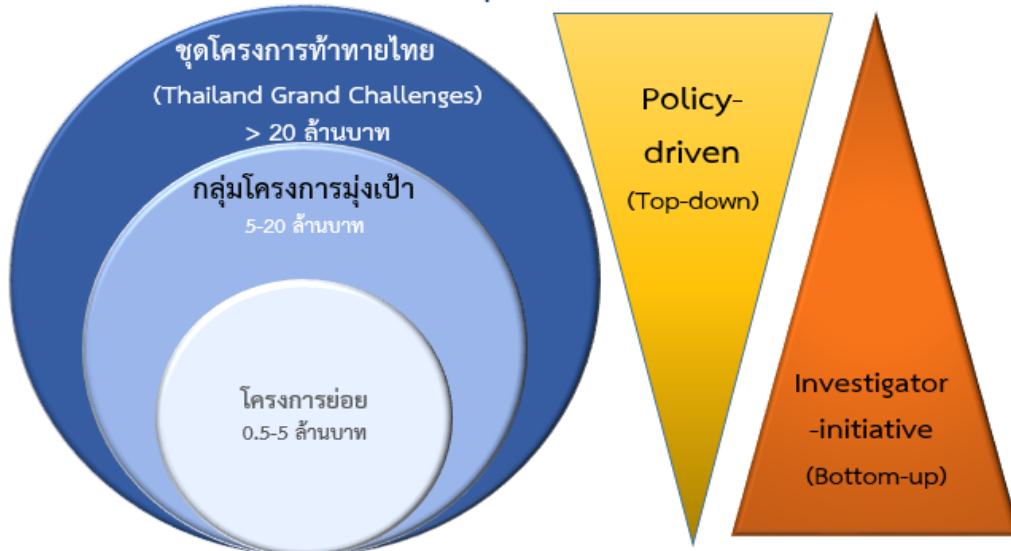 ชุดโครงการท้าทายไทย
(Thailand Grand Challenges)
> 20 ล้านบาท
กลุ่มโครงการมุ่งเป้า
5-20 ล้านบาท
โครงการย่อย
0.5-5 ล้านบาท
Policy-
driven
(Top-down)
Investigator
-initiative
(Bottom-up)